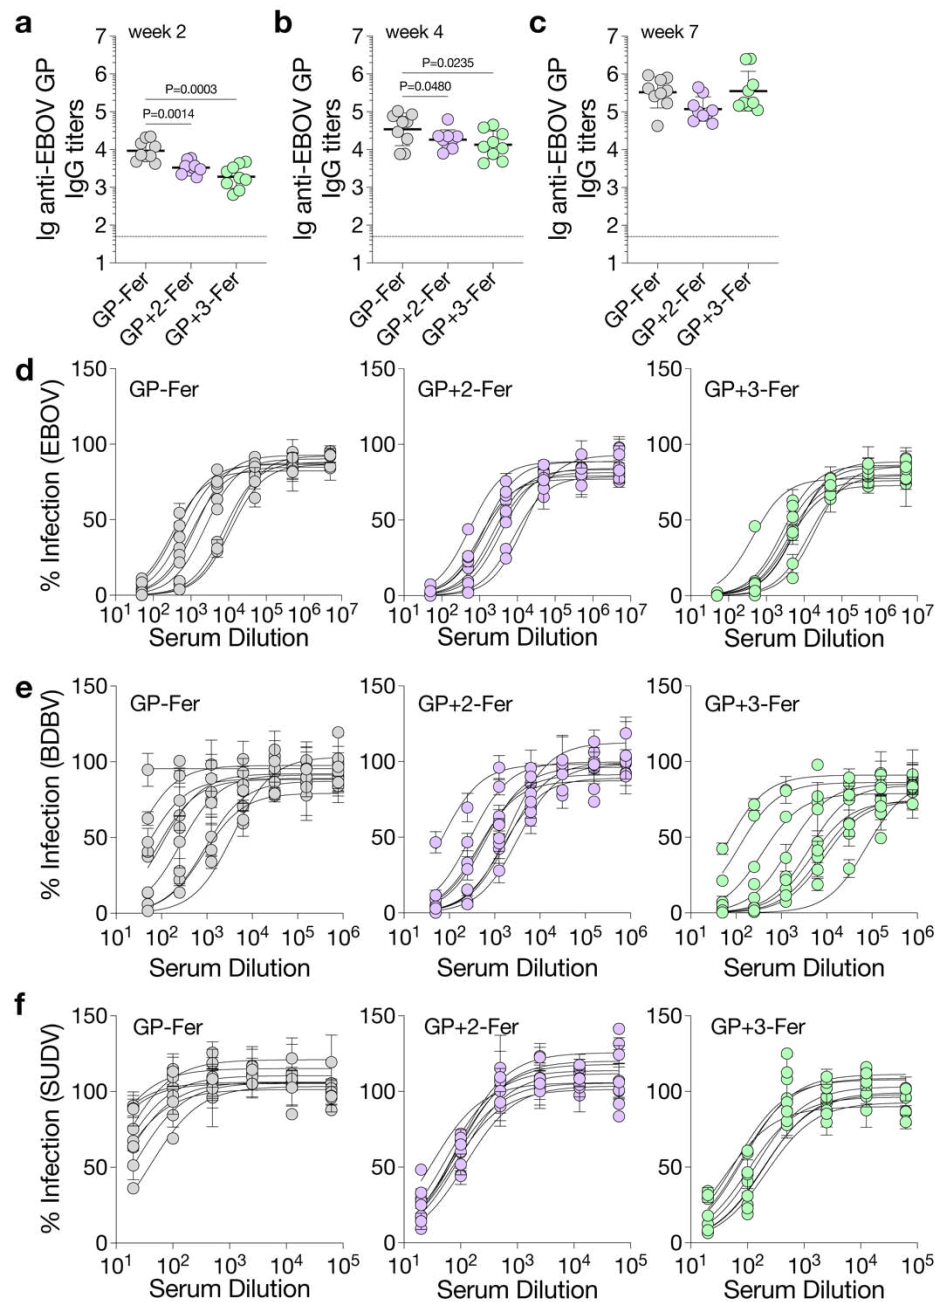 a
week 2
7
6
5
4
3
2
1
Ig anti-EBOV GP
IgG titers
P=0.0003
P=0.0014
GP-Fer
GP+2-Fer
GP+3-Fer
b
week 4
7
6
5
4
3
2
1
Ig anti-EBOV GP
IgG titers
P=0.0235
P=0.0480
GP-Fer
GP+2-Fer
GP+3-Fer
c
week 7
7
6
5
4
3
2
1
Ig anti-EBOV GP
IgG titers
GP-Fer
GP+2-Fer
GP+3-Fer
d
% Infection (EBOV)
GP-Fer
150
100
50
0
10¹ 10² 10³ 10⁴ 10⁵ 10⁶ 10⁷
Serum Dilution
GP+2-Fer
150
100
50
0
10¹ 10² 10³ 10⁴ 10⁵ 10⁶ 10⁷
Serum Dilution
GP+3-Fer
150
100
50
0
10¹ 10² 10³ 10⁴ 10⁵ 10⁶ 10⁷
Serum Dilution
e
% Infection (BDBV)
GP-Fer
150
100
50
0
10¹ 10² 10³ 10⁴ 10⁵ 10⁶
Serum Dilution
GP+2-Fer
150
100
50
0
10¹ 10² 10³ 10⁴ 10⁵ 10⁶
Serum Dilution
GP+3-Fer
150
100
50
0
10¹ 10² 10³ 10⁴ 10⁵ 10⁶
Serum Dilution
f
% Infection (SUDV)
GP-Fer
150
100
50
0
10¹ 10² 10³ 10⁴ 10⁵
Serum Dilution
GP+2-Fer
150
100
50
0
10¹ 10² 10³ 10⁴ 10⁵
Serum Dilution
GP+3-Fer
150
100
50
0
10¹ 10² 10³ 10⁴ 10⁵
Serum Dilution